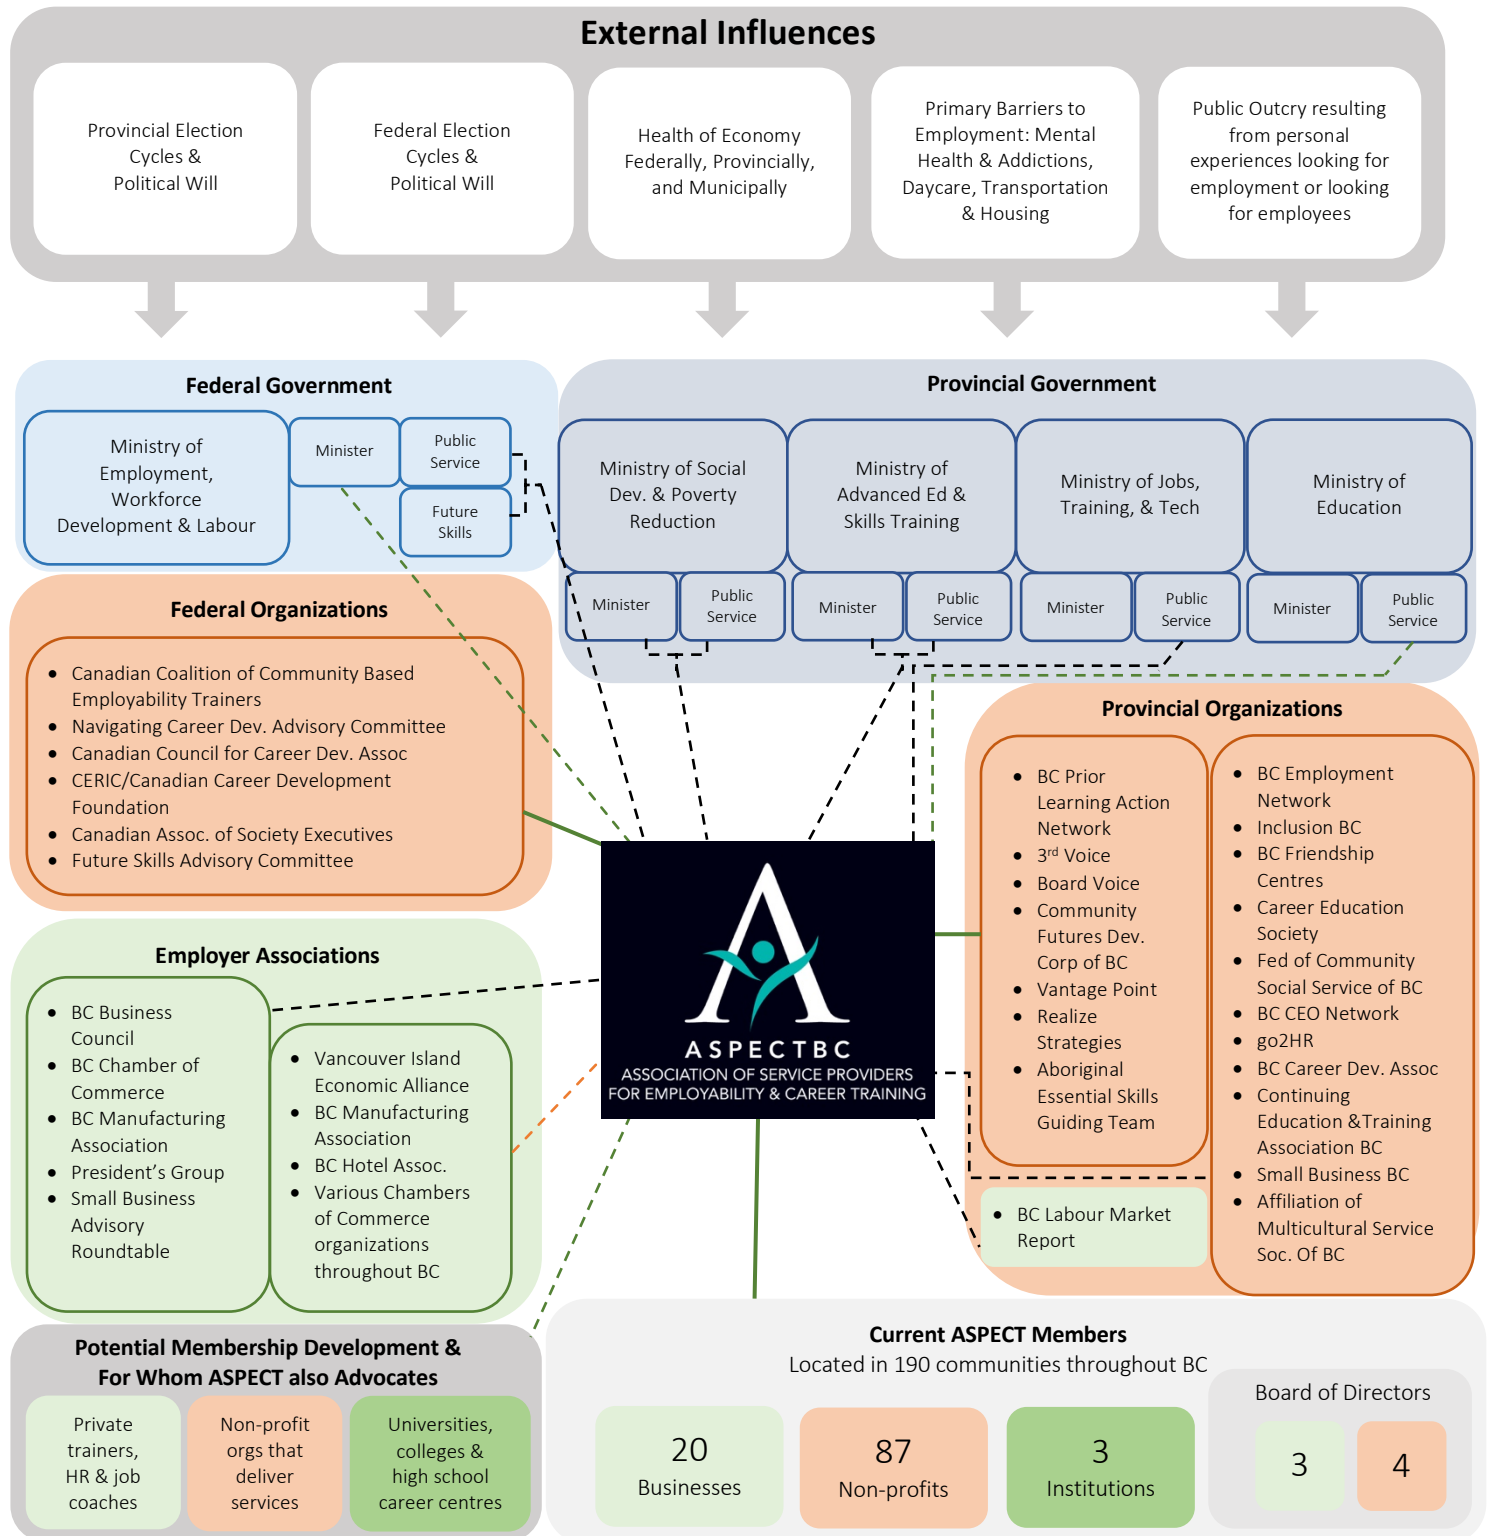 External Influences
Provincial Election
Cycles &
Political Will
Federal Election
Cycles &
Political Will
Health of Economy
Federally, Provincially,
and Municipally
Primary Barriers to
Employment: Mental
Health & Addictions,
Daycare, Transportation
& Housing
Public Outcry resulting
from personal
experiences looking for
employment or looking
for employees
Federal Government
Ministry of
Employment,
Workforce
Development & Labour
Minister
Public
Service
Future
Skills
Provincial Government
Ministry of Social
Dev. & Poverty
Reduction
Minister
Public
Service
Ministry of
Advanced Ed &
Skills Training
Minister
Public
Service
Ministry of Jobs,
Training, & Tech
Minister
Public
Service
Ministry of
Education
Minister
Public
Service
Federal Organizations
• Canadian Coalition of Community Based
Employability Trainers
• Navigating Career Dev. Advisory Committee
• Canadian Council for Career Dev. Assoc
• CERIC/Canadian Career Development
Foundation
• Canadian Assoc. of Society Executives
• Future Skills Advisory Committee
Provincial Organizations
• BC Prior
Learning Action
Network
• 3rd Voice
• Board Voice
• Community
Futures Dev.
Corp of BC
• Vantage Point
• Realize
Strategies
• Aboriginal
Essential Skills
Guiding Team
• BC Labour Market
Report
• BC Employment
Network
• Inclusion BC
• BC Friendship
Centres
• Career Education
Society
• Fed of Community
Social Service of BC
• BC CEO Network
• go2HR
• BC Career Dev. Assoc
• Continuing
Education &Training
Association BC
• Small Business BC
• Affiliation of
Multicultural Service
Soc. Of BC
ASPECTBC
ASSOCIATION OF SERVICE PROVIDERS
FOR EMPLOYABILITY & CAREER TRAINING
Employer Associations
• BC Business
Council
• BC Chamber of
Commerce
• BC Manufacturing
Association
• President’s Group
• Small Business
Advisory
Roundtable
• Vancouver Island
Economic Alliance
• BC Manufacturing
Association
• BC Hotel Assoc.
• Various Chambers
of Commerce
organizations
throughout BC
Potential Membership Development &
For Whom ASPECT also Advocates
Private
trainers,
HR & job
coaches
Non-profit
orgs that
deliver
services
Universities,
colleges &
high school
career centres
Current ASPECT Members
Located in 190 communities throughout BC
20
Businesses
87
Non-profits
3
Institutions
Board of Directors
3
4